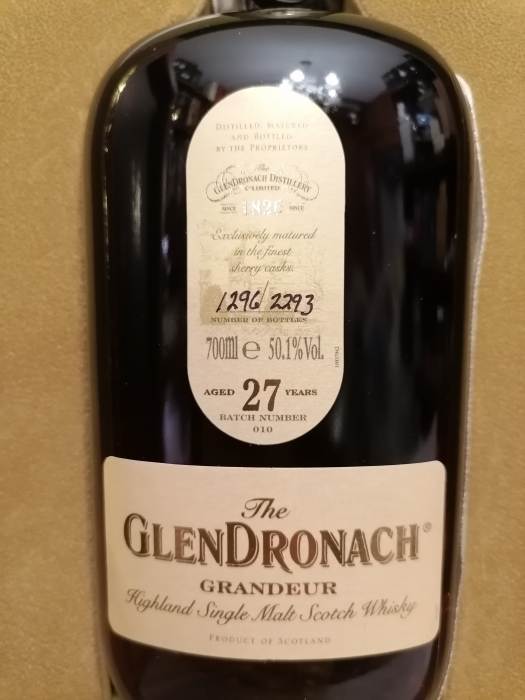 DISTILLED, MATURED
AND BOTTLED
BY THE PROPRIETORS
The
GLENDRONACH DISTILLERY
C. LIMITED
SINCE 1826 SINCE
Exclusively matured
in the finest
sherry casks.
1296/2293
NUMBER OF BOTTLES
700ml e 50.1% Vol.
AGED 27 YEARS
BATCH NUMBER
010
The
GLENDRONACH®
GRANDEUR
Highland Single Malt Scotch Whisky
PRODUCT OF SCOTLAND